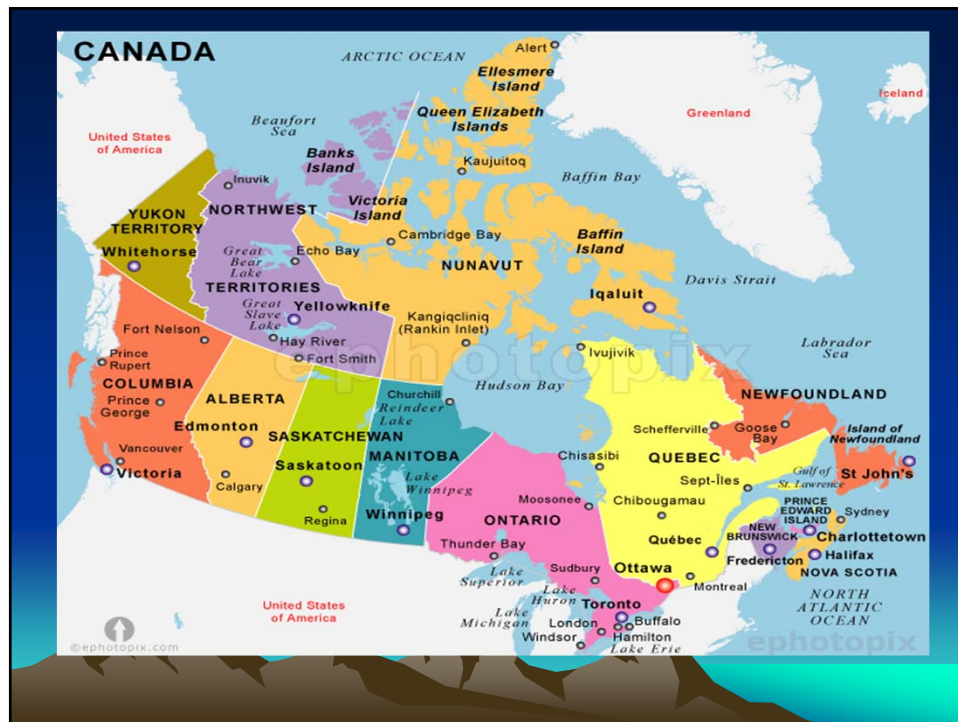 CANADA
ARCTIC OCEAN
Alert
Ellesmere
Island
Queen Elizabeth
Islands
Greenland
Iceland
United States
of America
Beaufort
Sea
Banks
Island
Kaujuitoq
Baffin Bay
Inuvik
Victoria
Island
YUKON
TERRITORY
Whitehorse
NORTHWEST
TERRITORIES
Great
Bear
Lake
Echo Bay
Cambridge Bay
Baffin
Island
NUNAVUT
Davis Strait
Iqaluit
Great
Slave
Lake
Yellowknife
Kangiqcliniq
(Rankin Inlet)
Fort Nelson
Hay River
Fort Smith
Ivujivik
Labrador
Sea
ephotopix
Prince
Rupert
COLUMBIA
Prince
George
Hudson Bay
Churchill
Reindeer
Lake
ALBERTA
Edmonton
SASKATCHEWAN
Saskatoon
MANITOBA
Lake
Winnipeg
NEWFOUNDLAND
Schefferville
Goose
Bay
Island of
Newfoundland
St John's
Vancouver
Victoria
Calgary
Regina
Winnipeg
Chisasibi
QUEBEC
Sept-Îles
Gulf of
St. Lawrence
Moosonee
Chibougamau
ONTARIO
PRINCE
EDWARD
ISLAND
Sydney
NEW
BRUNSWICK
Charlottetown
Thunder Bay
Québec
Fredericton
Halifax
Lake
Superior
Sudbury
Ottawa
Montreal
NOVA SCOTIA
Lake
Huron
Lake
Michigan
Toronto
NORTH
ATLANTIC
OCEAN
United States
of America
London
Buffalo
Windsor
Hamilton
Lake Erie
©ephotopix.com
ephotopix